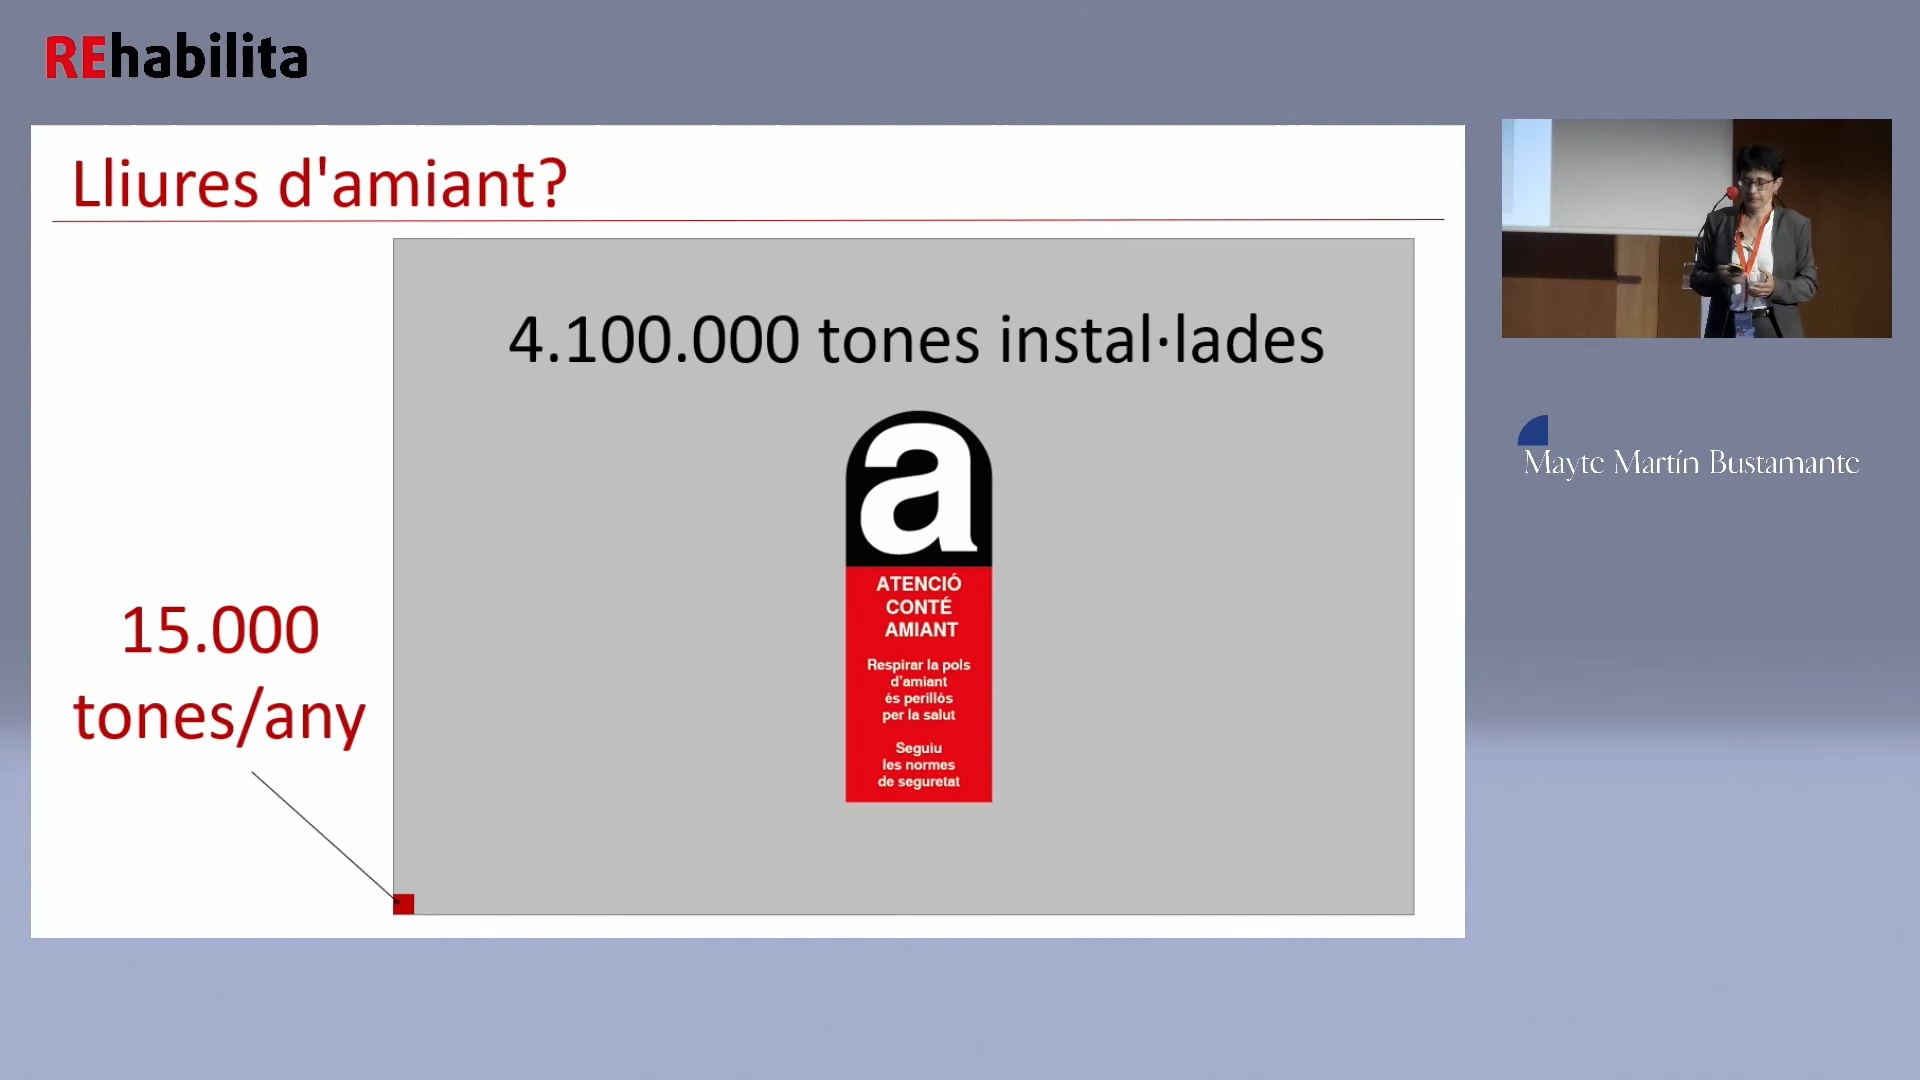 REhabilita
Lliures d'amiant?
4.100.000 tones instal·lades
a
ATENCIÓ
CONTÉ
AMIANT
Respirar la pols
d'amiant
és perillós
per la salut
Seguiu
les normes
de seguretat
15.000
tones/any
Mayte Martín Bustamante